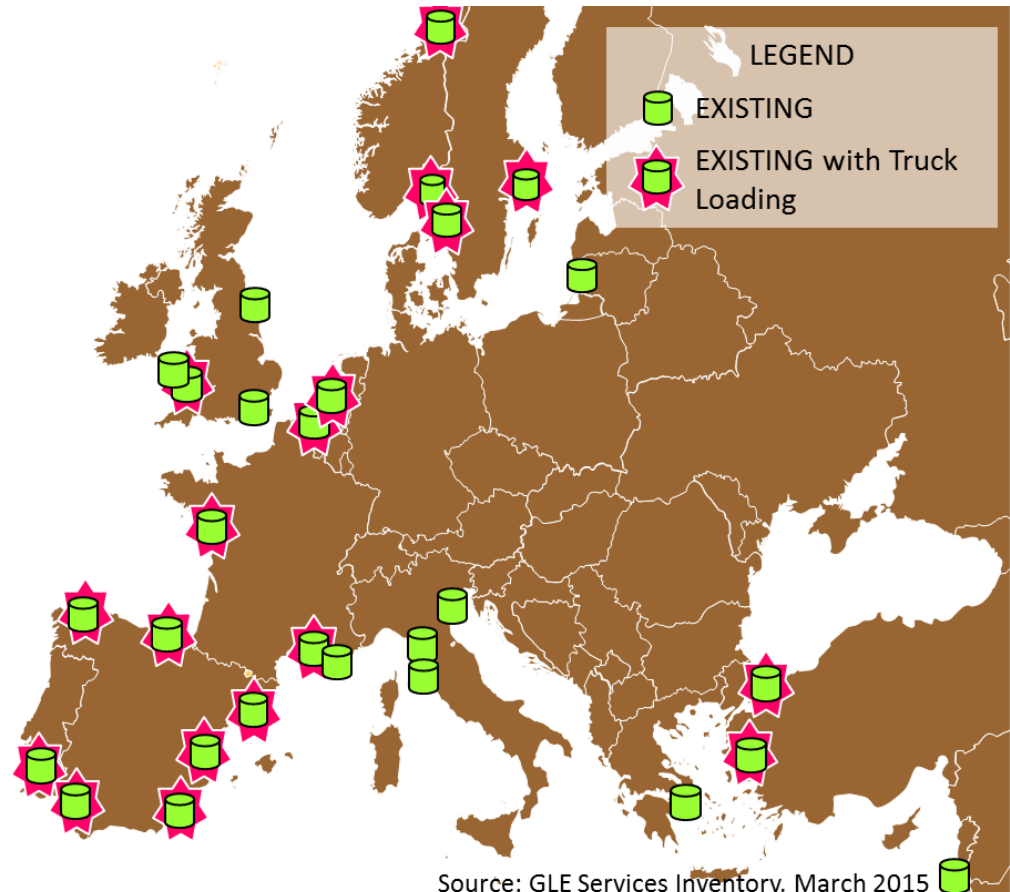 LEGEND
EXISTING
EXISTING with Truck
Loading
Source: GLE Services Inventory, March 2015